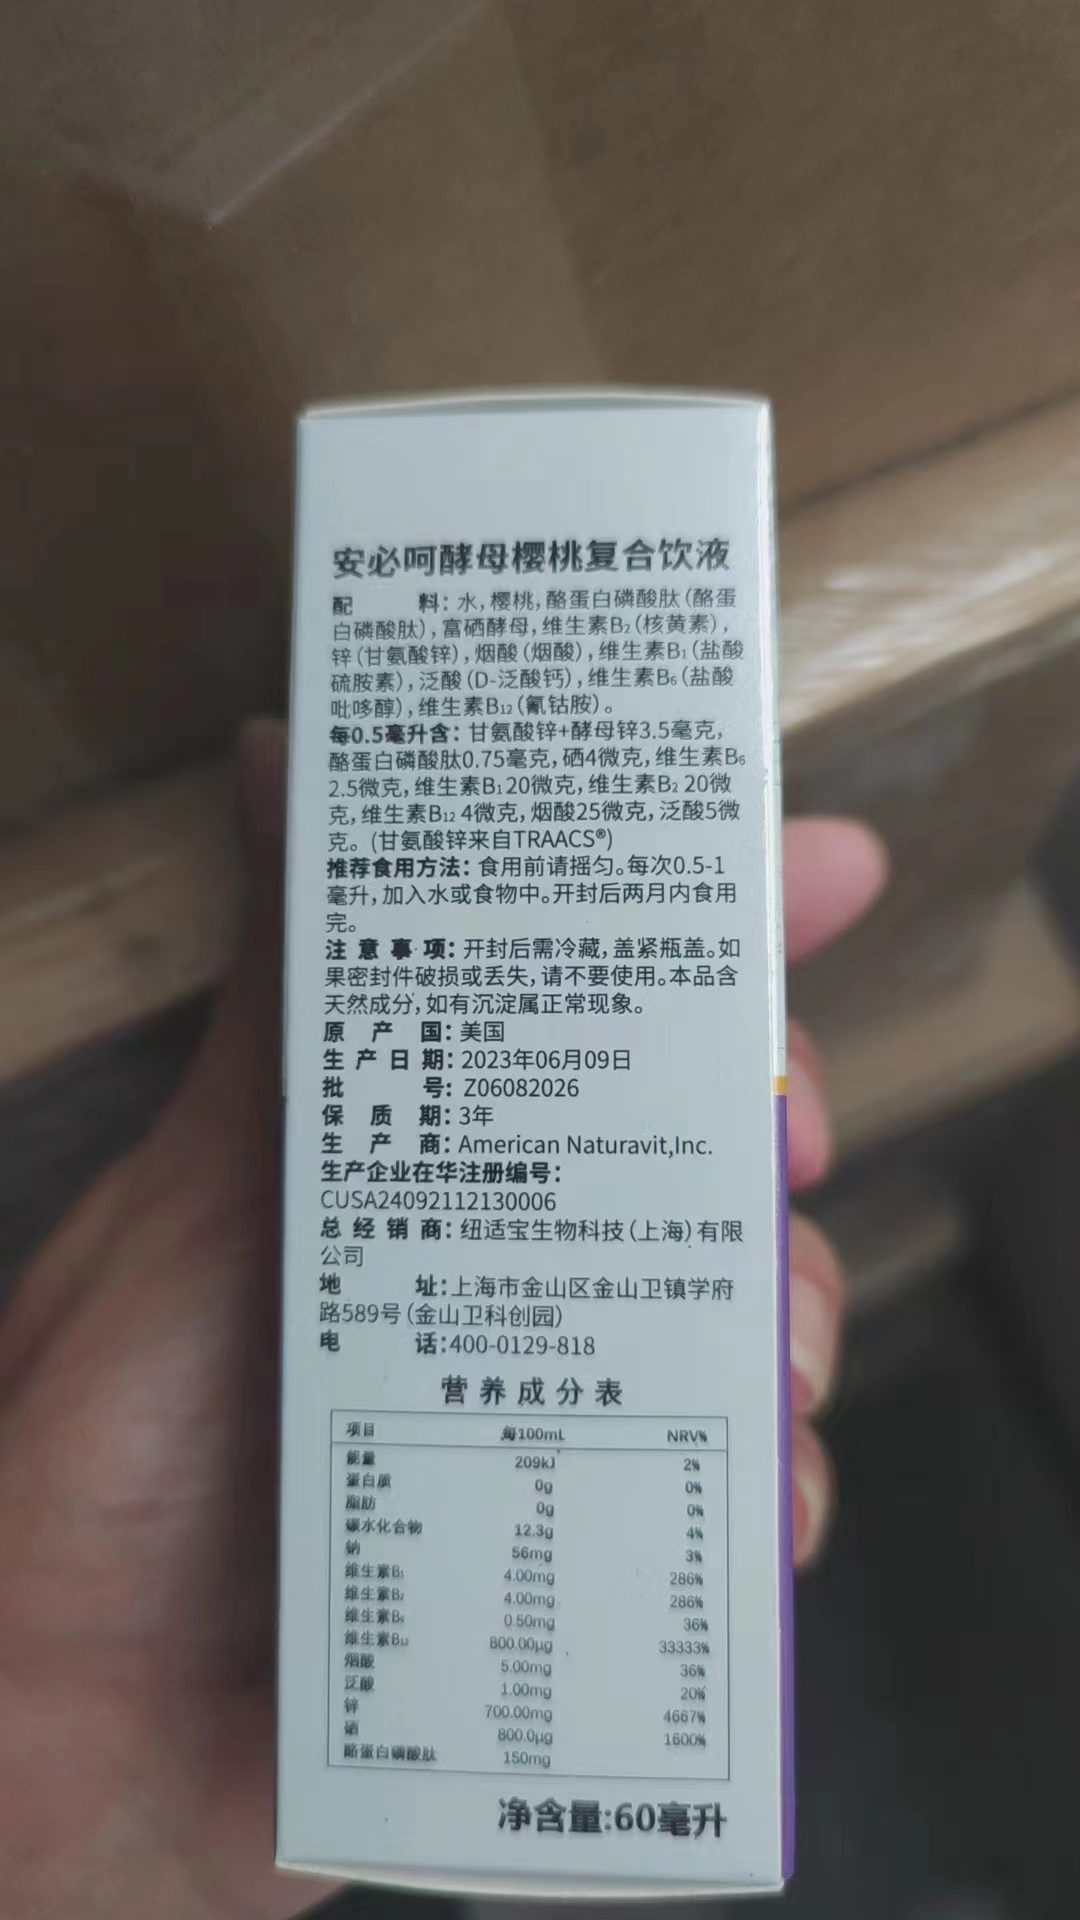 安必呵酵母樱桃复合饮液
配料：水，樱桃，酪蛋白磷酸肽（酪蛋
白磷酸肽），富硒酵母，维生素B₂（核黄素），
锌（甘氨酸锌），烟酸（烟酸），维生素B₁（盐酸
硫胺素），泛酸（D-泛酸钙），维生素B₆（盐酸
吡哆醇），维生素B₁₂（氰钴胺）。
每0.5毫升含：甘氨酸锌+酵母锌3.5毫克，
酪蛋白磷酸肽0.75毫克，硒4微克，维生素B₆
2.5微克，维生素B₁ 20微克，维生素B₂ 20微
克，维生素B₁₂ 4微克，烟酸25微克，泛酸5微
克。（甘氨酸锌来自TRAACS®）
推荐食用方法：食用前请摇匀。每次0.5-1
毫升，加入水或食物中。开封后两月内食用
完。
注意事项：开封后需冷藏，盖紧瓶盖。如
果密封件破损或丢失，请不要使用。本品含
天然成分，如有沉淀属正常现象。
原产国：美国
生产日期：2023年06月09日
批号：Z06082026
保质期：3年
生产商：American Naturavit,Inc.
生产企业在华注册编号：
CUSA24092112130006
总经销商：纽适宝生物科技（上海）有限
公司
地址：上海市金山区金山卫镇学府
路589号（金山卫科创园）
电话：400-0129-818
营养成分表
项目 每100mL NRV%
能量 209kJ 2%
蛋白质 0g 0%
脂肪 0g 0%
碳水化合物 12.3g 4%
钠 56mg 3%
维生素B₁ 4.00mg 286%
维生素B₂ 4.00mg 286%
维生素B₆ 0.50mg 36%
维生素B₁₂ 800.00μg 33333%
烟酸 5.00mg 36%
泛酸 1.00mg 20%
锌 700.00mg 4667%
硒 800.0μg 1600%
酪蛋白磷酸肽 150mg
净含量:60毫升